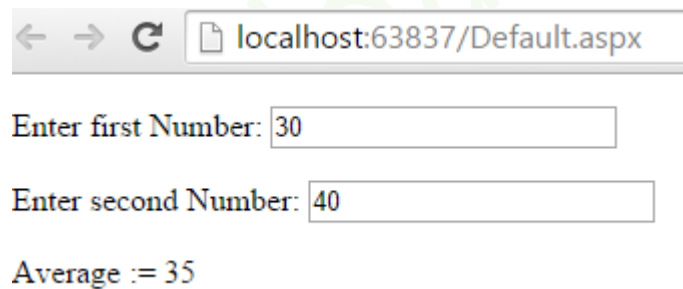 localhost:63837/Default.aspx
Enter first Number: 30
Enter second Number: 40
Average := 35